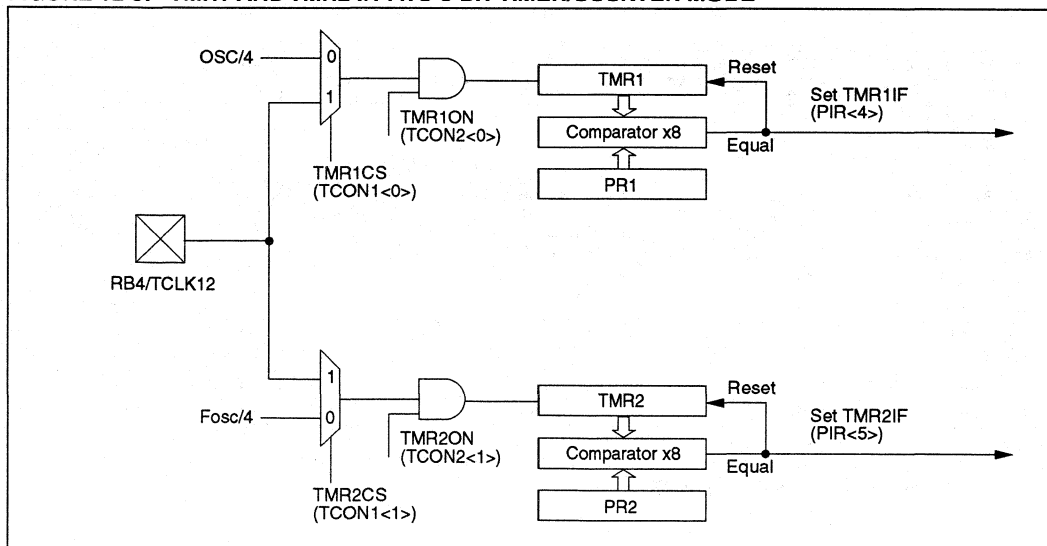 OSC/4
0
1
TMR1CS
(TCON1<0>)
TMR1ON
(TCON2<0>)
TMR1
Comparator x8
PR1
Reset
Equal
Set TMR1IF
(PIR<4>)
RB4/TCLK12
1
Fosc/4
0
TMR2CS
(TCON1<1>)
TMR2ON
(TCON2<1>)
TMR2
Comparator x8
PR2
Reset
Equal
Set TMR2IF
(PIR<5>)